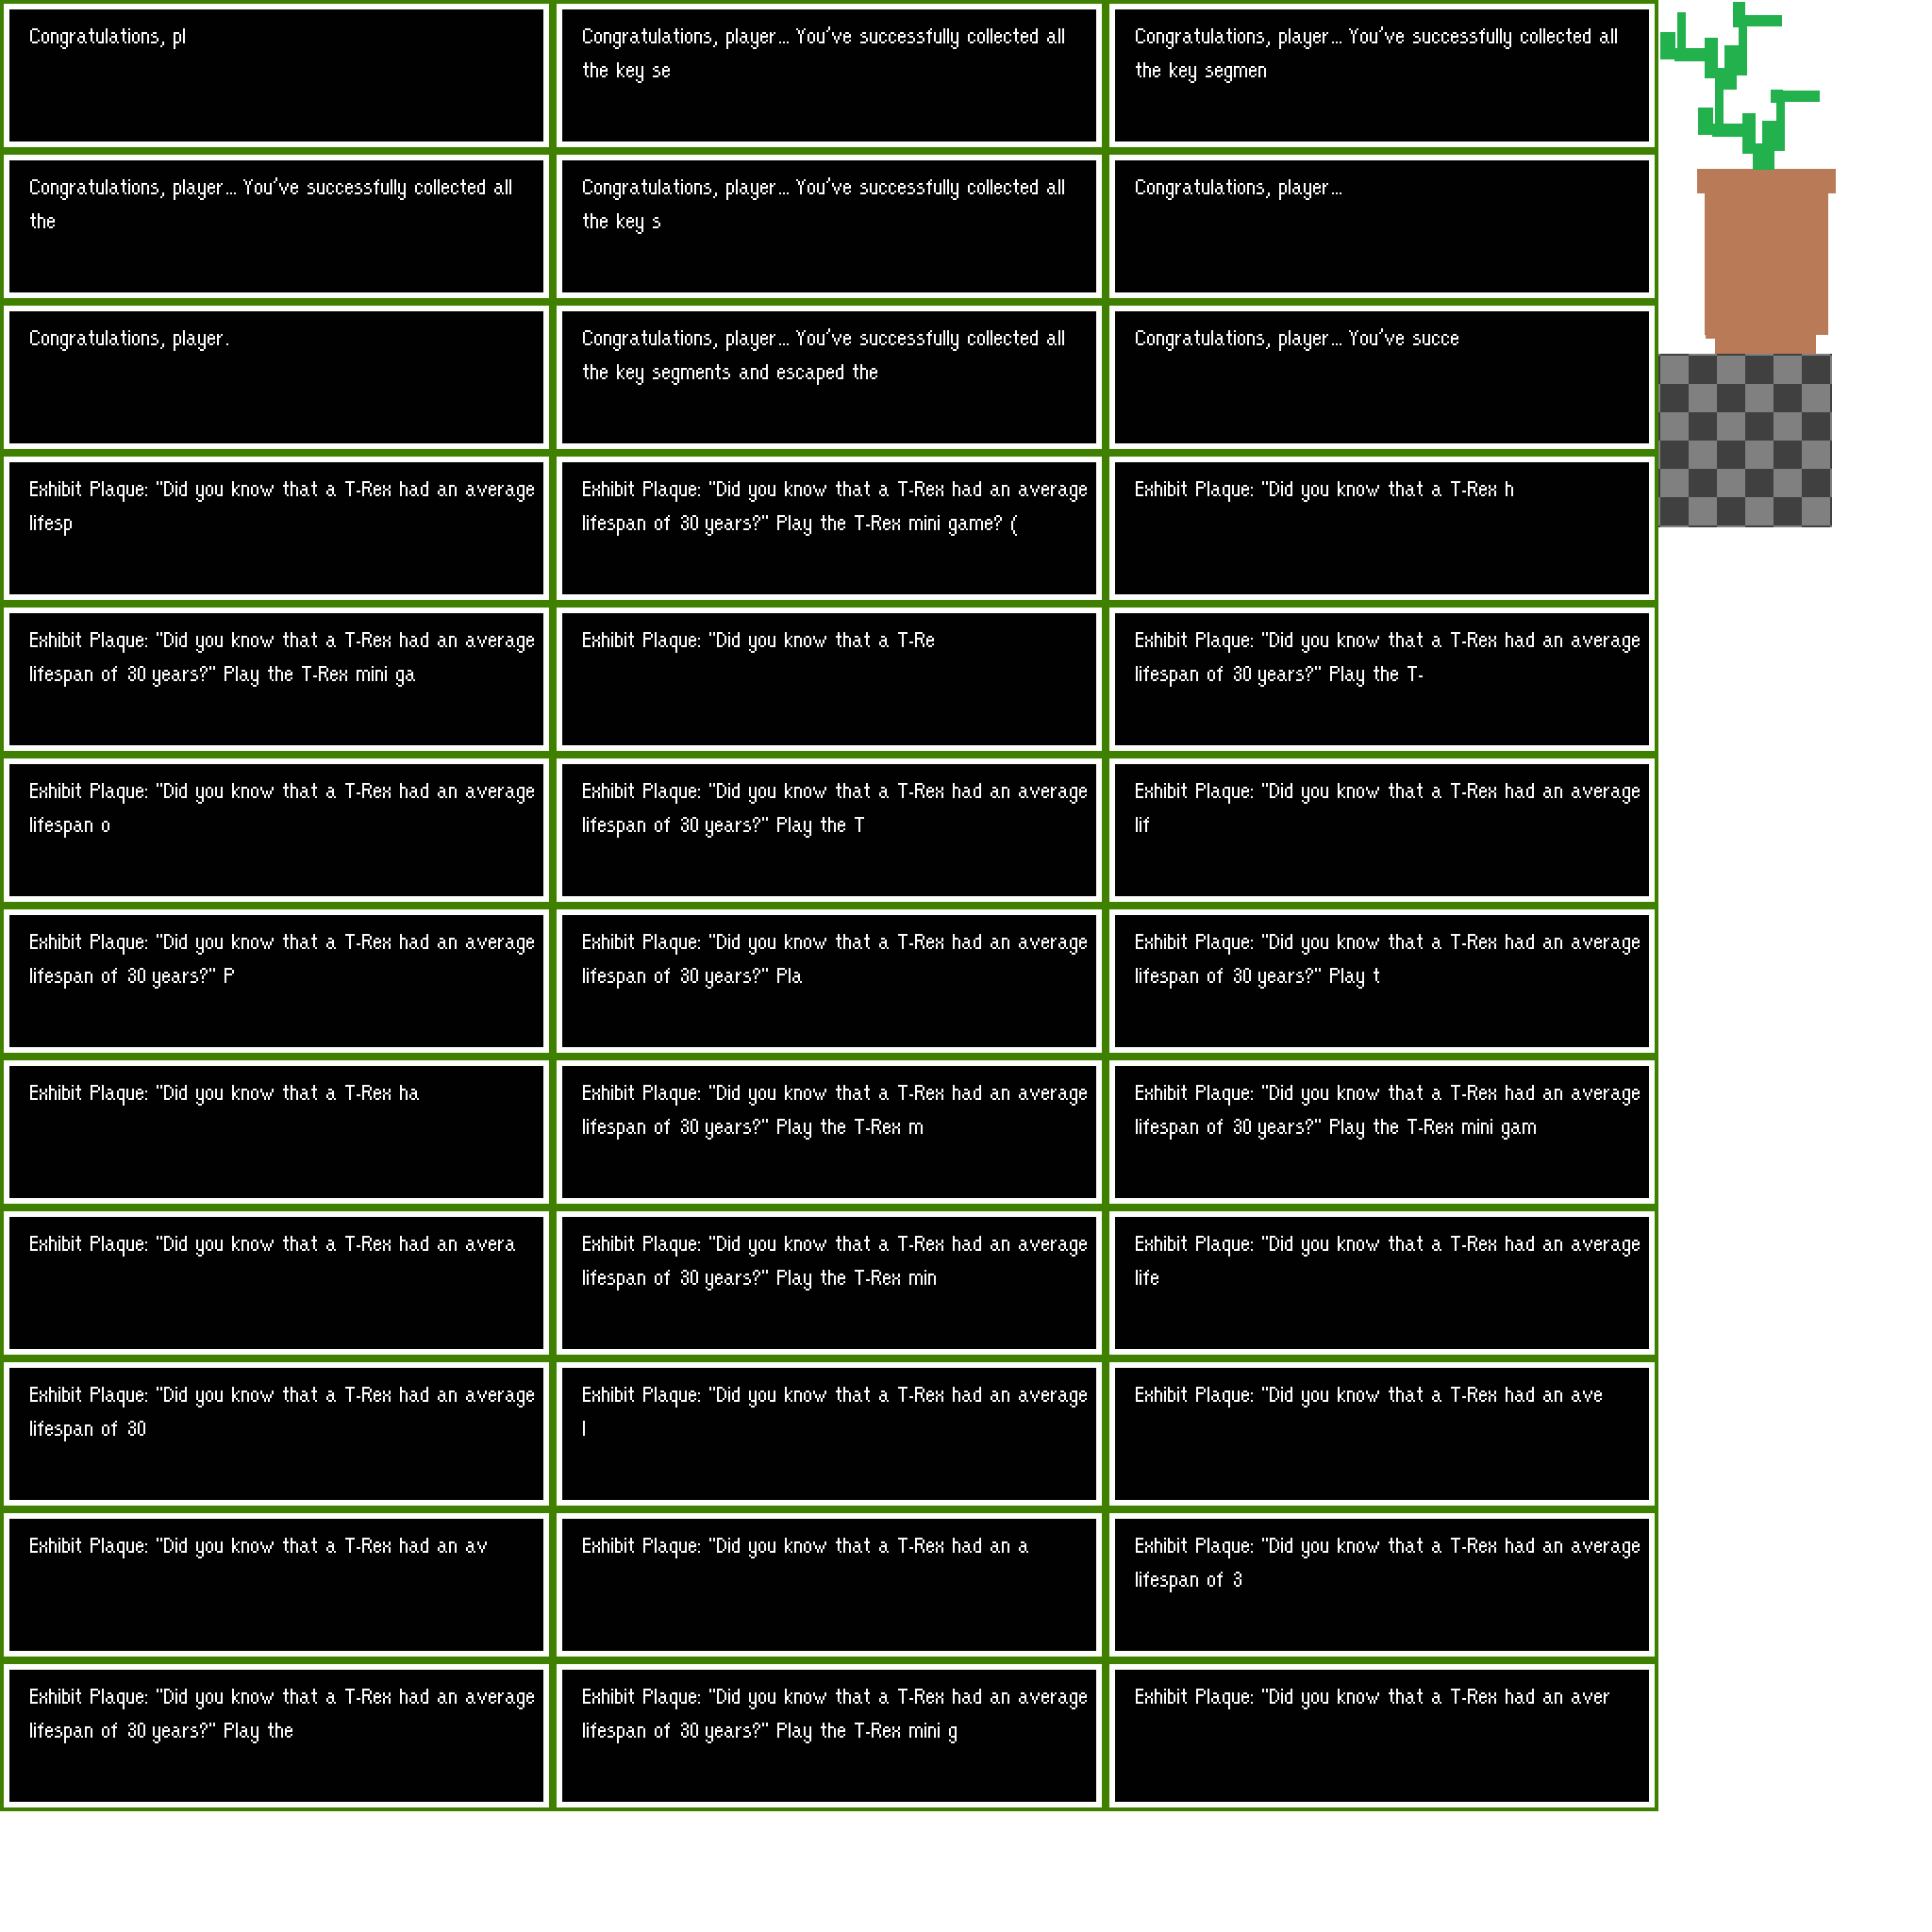 Congratulations, pl
Congratulations, player... You've successfully collected all
the key se
Congratulations, player... You've successfully collected all
the key segmen
Congratulations, player... You've successfully collected all
the
Congratulations, player... You've successfully collected all
the key s
Congratulations, player...
Congratulations, player.
Congratulations, player... You've successfully collected all
the key segments and escaped the
Congratulations, player... You've succe
Exhibit Plaque: "Did you know that a T-Rex had an average
lifesp
Exhibit Plaque: "Did you know that a T-Rex had an average
lifespan of 30 years?" Play the T-Rex mini game? (
Exhibit Plaque: "Did you know that a T-Rex h
Exhibit Plaque: "Did you know that a T-Rex had an average
lifespan of 30 years?" Play the T-Rex mini ga
Exhibit Plaque: "Did you know that a T-Re
Exhibit Plaque: "Did you know that a T-Rex had an average
lifespan of 30 years?" Play the T-
Exhibit Plaque: "Did you know that a T-Rex had an average
lifespan o
Exhibit Plaque: "Did you know that a T-Rex had an average
lifespan of 30 years?" Play the T
Exhibit Plaque: "Did you know that a T-Rex had an average
lif
Exhibit Plaque: "Did you know that a T-Rex had an average
lifespan of 30 years?" P
Exhibit Plaque: "Did you know that a T-Rex had an average
lifespan of 30 years?" Pla
Exhibit Plaque: "Did you know that a T-Rex had an average
lifespan of 30 years?" Play t
Exhibit Plaque: "Did you know that a T-Rex ha
Exhibit Plaque: "Did you know that a T-Rex had an average
lifespan of 30 years?" Play the T-Rex m
Exhibit Plaque: "Did you know that a T-Rex had an average
lifespan of 30 years?" Play the T-Rex mini gam
Exhibit Plaque: "Did you know that a T-Rex had an avera
Exhibit Plaque: "Did you know that a T-Rex had an average
lifespan of 30 years?" Play the T-Rex min
Exhibit Plaque: "Did you know that a T-Rex had an average
life
Exhibit Plaque: "Did you know that a T-Rex had an average
lifespan of 30
Exhibit Plaque: "Did you know that a T-Rex had an average
l
Exhibit Plaque: "Did you know that a T-Rex had an ave
Exhibit Plaque: "Did you know that a T-Rex had an av
Exhibit Plaque: "Did you know that a T-Rex had an a
Exhibit Plaque: "Did you know that a T-Rex had an average
lifespan of 3
Exhibit Plaque: "Did you know that a T-Rex had an average
lifespan of 30 years?" Play the
Exhibit Plaque: "Did you know that a T-Rex had an average
lifespan of 30 years?" Play the T-Rex mini g
Exhibit Plaque: "Did you know that a T-Rex had an aver